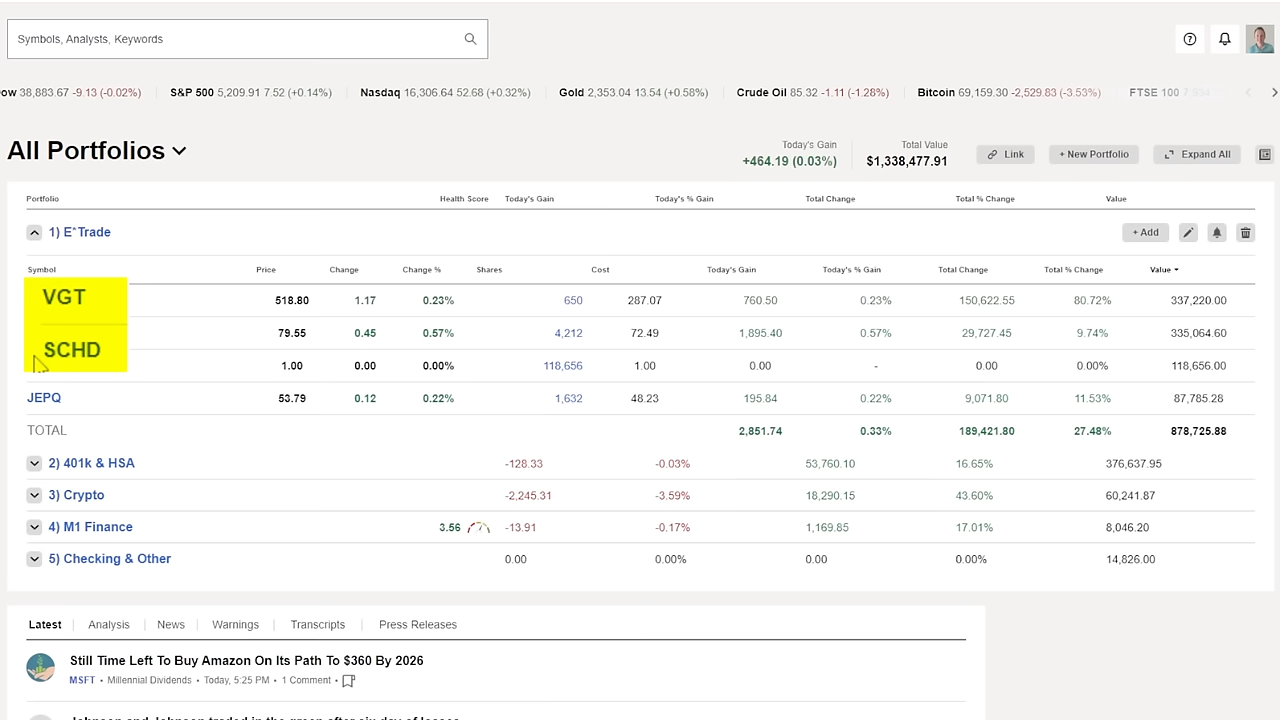 Symbols, Analysts, Keywords
ow 38,883.67 -9.13 (-0.02%) S&P 500 5,209.91 7.52 (+0.14%) Nasdaq 16,306.64 52.68 (+0.32%) Gold 2,353.04 13.54 (+0.58%) Crude Oil 85.32 -1.11 (-1.28%) Bitcoin 69,159.30 -2,529.83 (-3.53%) FTSE 100
All Portfolios
Today's Gain Total Value
+464.19 (0.03%) $1,338,477.91 Link + New Portfolio Expand All
Portfolio Health Score Today's Gain Today's % Gain Total Change Total % Change Value
1) E*Trade + Add
Symbol Price Change Change % Shares Cost Today's Gain Today's % Gain Total Change Total % Change Value
VGT 518.80 1.17 0.23% 650 287.07 760.50 0.23% 150,622.55 80.72% 337,220.00
SCHD 79.55 0.45 0.57% 4,212 72.49 1,895.40 0.57% 29,727.45 9.74% 335,064.60
1.00 0.00 0.00% 118,656 1.00 0.00 - 0.00 0.00% 118,656.00
JEPQ 53.79 0.12 0.22% 1,632 48.23 195.84 0.22% 9,071.80 11.53% 87,785.28
TOTAL 2,851.74 0.33% 189,421.80 27.48% 878,725.88
2) 401k & HSA -128.33 -0.03% 53,760.10 16.65% 376,637.95
3) Crypto -2,245.31 -3.59% 18,290.15 43.60% 60,241.87
4) M1 Finance 3.56 -13.91 -0.17% 1,169.85 17.01% 8,046.20
5) Checking & Other 0.00 0.00% 0.00 0.00% 14,826.00
Latest Analysis News Warnings Transcripts Press Releases
Still Time Left To Buy Amazon On Its Path To $360 By 2026
MSFT • Millennial Dividends • Today, 5:25 PM • 1 Comment •